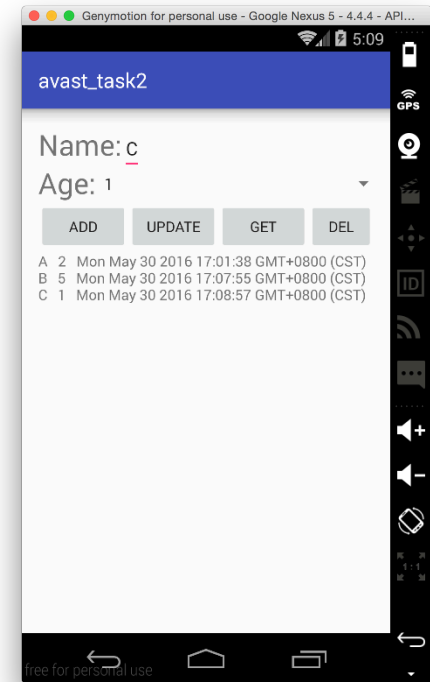 Genymotion for personal use - Google Nexus 5 - 4.4.4 - API...
5:09
avast_task2
GPS
Name: C
Age: 1
ADD UPDATE GET DEL
A 2 Mon May 30 2016 17:01:38 GMT+0800 (CST)
B 5 Mon May 30 2016 17:07:55 GMT+0800 (CST)
C 1 Mon May 30 2016 17:08:57 GMT+0800 (CST)
ID
1:1
free for personal use